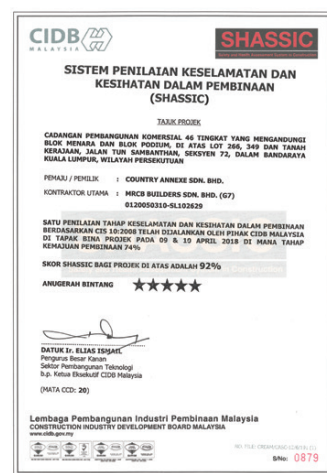 CIDB
MALAYSIA
SHASSIC
SISTEM PENILAIAN KESELAMATAN DAN
KESIHATAN DALAM PEMBINAAN
(SHASSIC)
TAJUK PROJEK
CADANGAN PEMBANGUNAN KOMERSIAL 46 TINGKAT YANG MENGANDUNGI
BLOK MENARA DAN BLOK PODIUM, DI ATAS LOT 266, 349 DAN TANAH
KERAJAAN, JALAN TUN SAMBANTHAN, SEKSYEN 72, DALAM BANDARAYA
KUALA LUMPUR, WILAYAH PERSEKUTUAN
PEMAJU / PEMILIK : COUNTRY ANNEXE SDN. BHD.
KONTRAKTOR UTAMA : MRCB BUILDERS SDN. BHD. (G7)
0120050310-SL102629
SATU PENILAIAN TAHAP KESELAMATAN DAN KESIHATAN DALAM PEMBINAAN
BERDASARKAN CIS 10:2008 TELAH DIJALANKAN OLEH PIHAK CIDB MALAYSIA
DI TAPAK BINA PROJEK PADA 09 & 10 APRIL 2018 DI MANA TAHAP
KEMAJUAN PEMBINAAN 74%
SKOR SHASSIC BAGI PROJEK DI ATAS ADALAH 92%
ANUGERAH BINTANG ★★★★★
DATUK Ir. ELIAS ISMAIL
Pengurus Besar Kanan
Sektor Pembangunan Teknologi
b.p. Ketua Eksekutif CIDB Malaysia
(MATA CCD: 20)
Lembaga Pembangunan Industri Pembinaan Malaysia
CONSTRUCTION INDUSTRY DEVELOPMENT BOARD MALAYSIA
www.cidb.gov.my
S/No: 0879